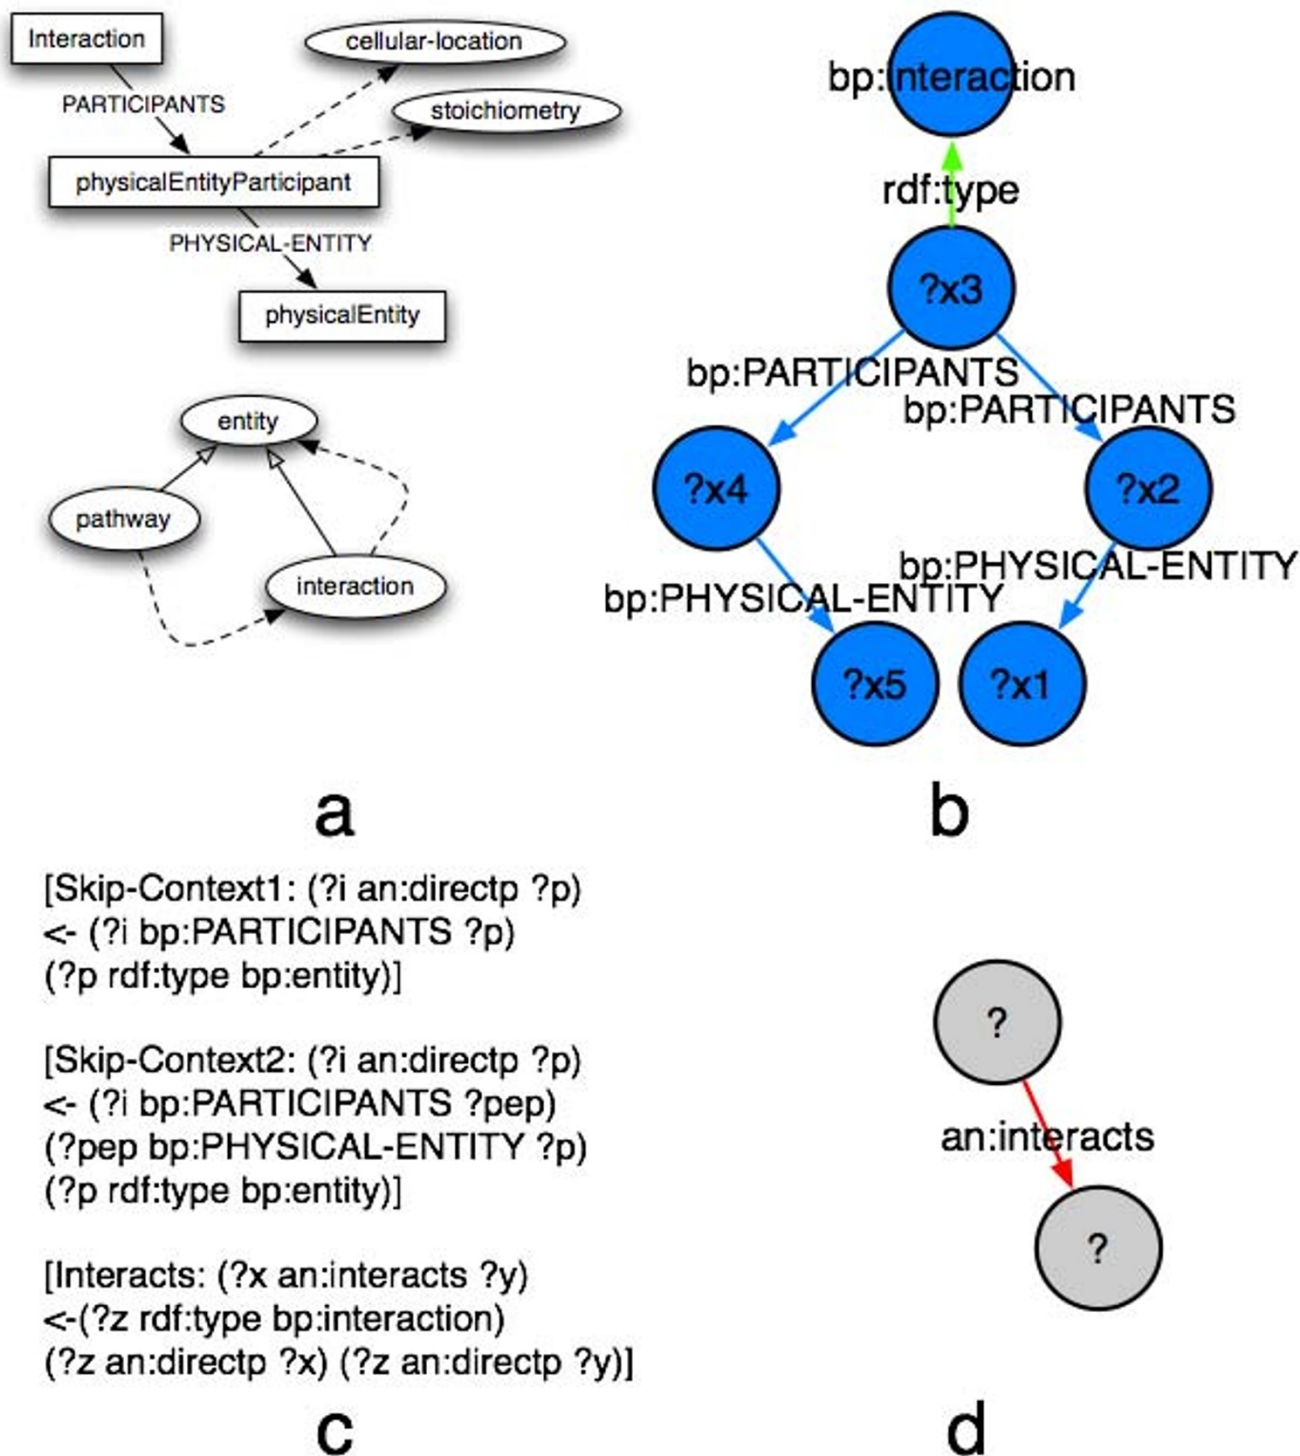 Interaction
cellular-location
PARTICIPANTS
stoichiometry
physicalEntityParticipant
PHYSICAL-ENTITY
physicalEntity
entity
pathway
interaction
a
bp:interaction
rdf:type
?x3
bp:PARTICIPANTS
bp:PARTICIPANTS
?x4
?x2
bp:PHYSICAL-ENTITY
bp:PHYSICAL-ENTITY
?x5
?x1
b
[Skip-Context1: (?i an:directp ?p)
<- (?i bp:PARTICIPANTS ?p)
(?p rdf:type bp:entity)]
[Skip-Context2: (?i an:directp ?p)
<- (?i bp:PARTICIPANTS ?pep)
(?pep bp:PHYSICAL-ENTITY ?p)
(?p rdf:type bp:entity)]
[Interacts: (?x an:interacts ?y)
<-(?z rdf:type bp:interaction)
(?z an:directp ?x) (?z an:directp ?y)]
c
?
an:interacts
?
d